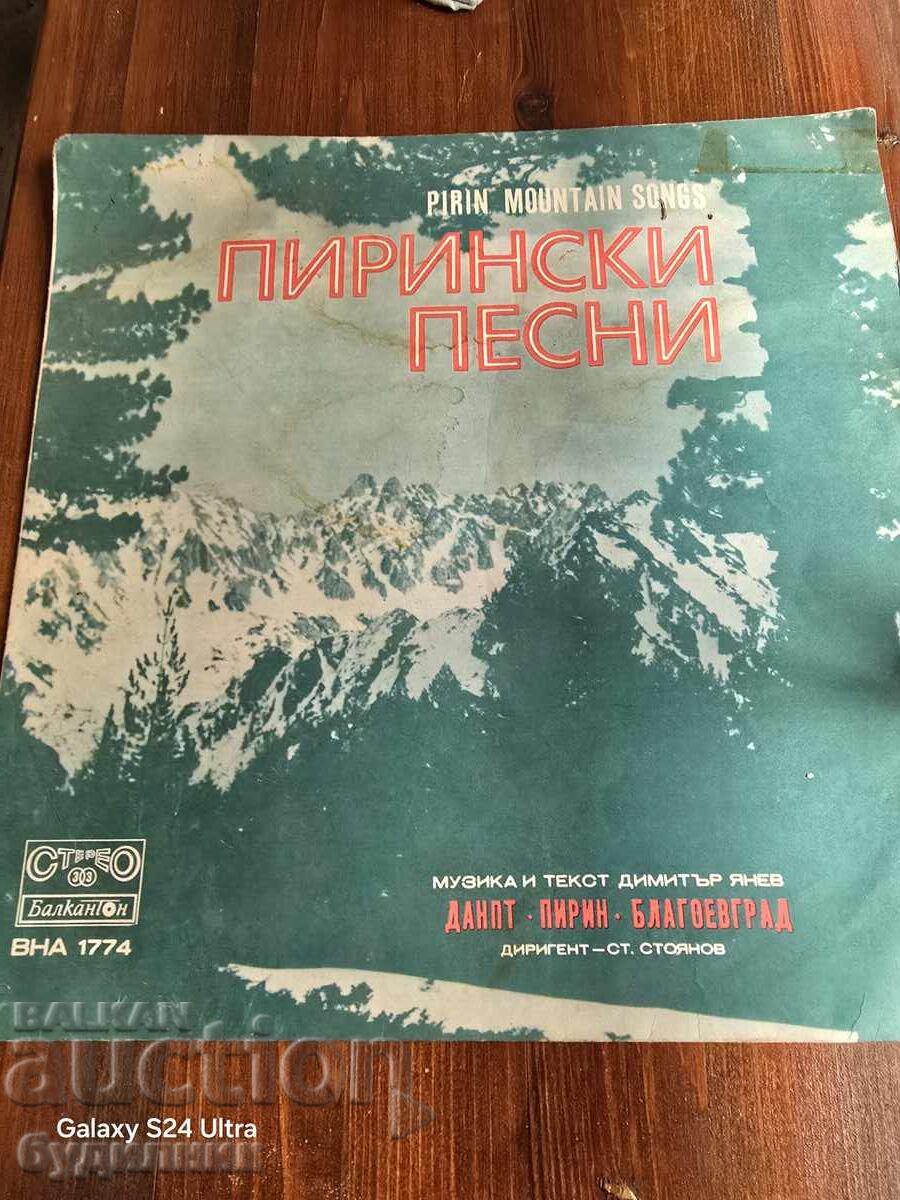 PIRIN MOUNTAIN SONGS
ПИРИНСКИ
ПЕСНИ
СТЕРЕО
33
БалканТон
ВНА 1774
МУЗИКА И ТЕКСТ ДИМИТЪР ЯНЕВ
ДАНПТ · ПИРИН · БЛАГОЕВГРАД
ДИРИГЕНТ – СТ. СТОЯНОВ
BALKAN
auction
Galaxy S24 Ultra
будилники